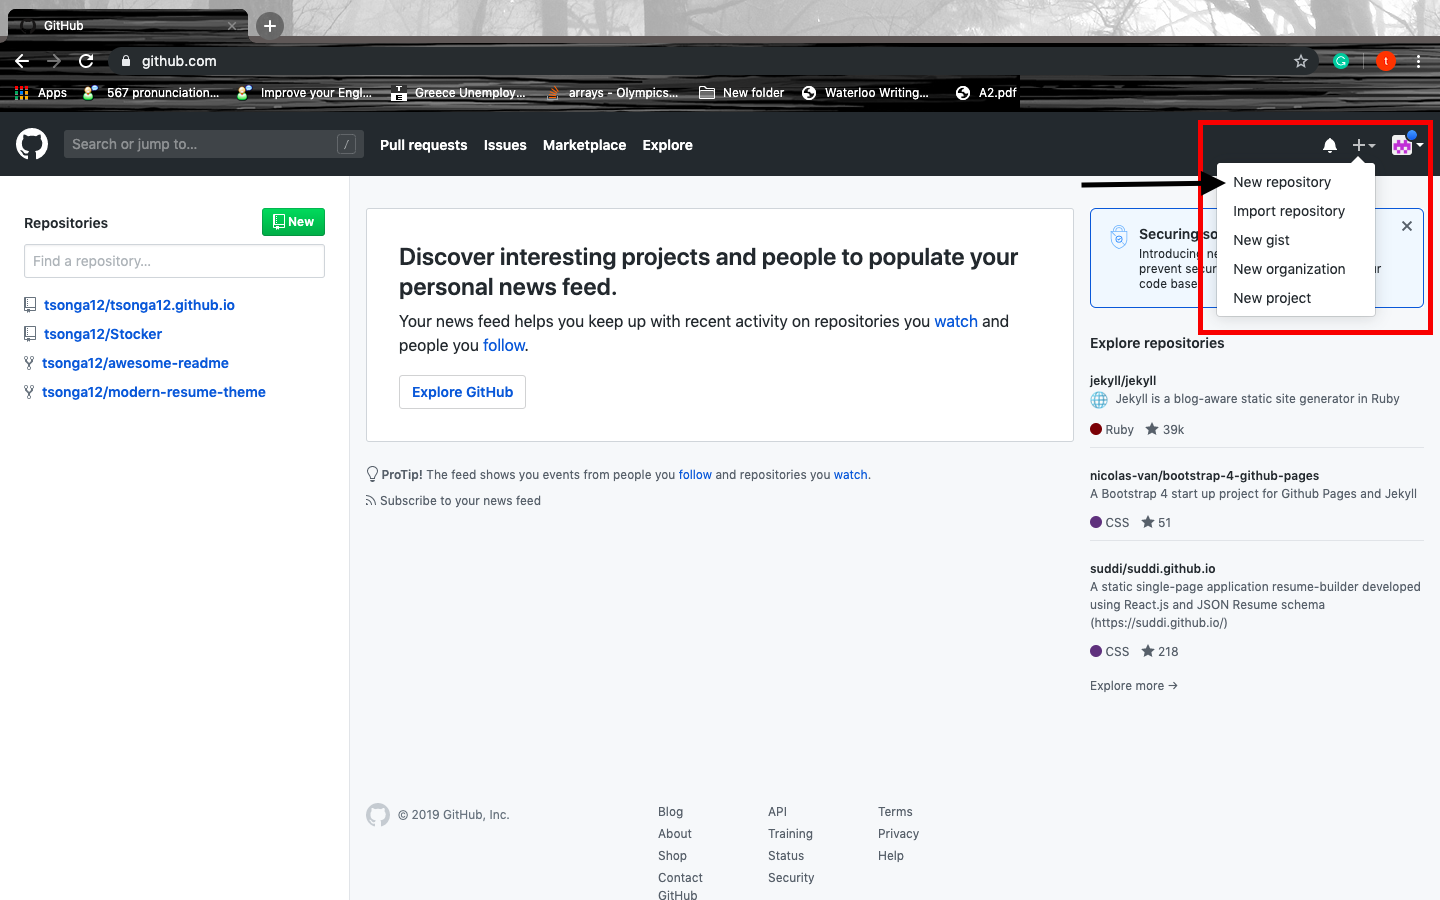 GitHub
github.com
t
Apps
567 pronunciation...
Improve your Engl...
Greece Unemploy...
arrays - Olympics...
New folder
Waterloo Writing...
A2.pdf
Search or jump to...
/
Pull requests
Issues
Marketplace
Explore
New repository
Import repository
New gist
New organization
New project
Repositories
New
Find a repository...
tsonga12/tsonga12.github.io
tsonga12/Stocker
tsonga12/awesome-readme
tsonga12/modern-resume-theme
Discover interesting projects and people to populate your
personal news feed.
Your news feed helps you keep up with recent activity on repositories you watch and
people you follow.
Explore GitHub
ProTip! The feed shows you events from people you follow and repositories you watch.
Subscribe to your news feed
Securing so
Introducing ne
prevent secur
code base
Explore repositories
jekyll/jekyll
Jekyll is a blog-aware static site generator in Ruby
Ruby 39k
nicolas-van/bootstrap-4-github-pages
A Bootstrap 4 start up project for Github Pages and Jekyll
CSS 51
suddi/suddi.github.io
A static single-page application resume-builder developed
using React.js and JSON Resume schema
(https://suddi.github.io/)
CSS 218
Explore more →
© 2019 GitHub, Inc.
Blog
About
Shop
Contact
GitHub
API
Training
Status
Security
Terms
Privacy
Help